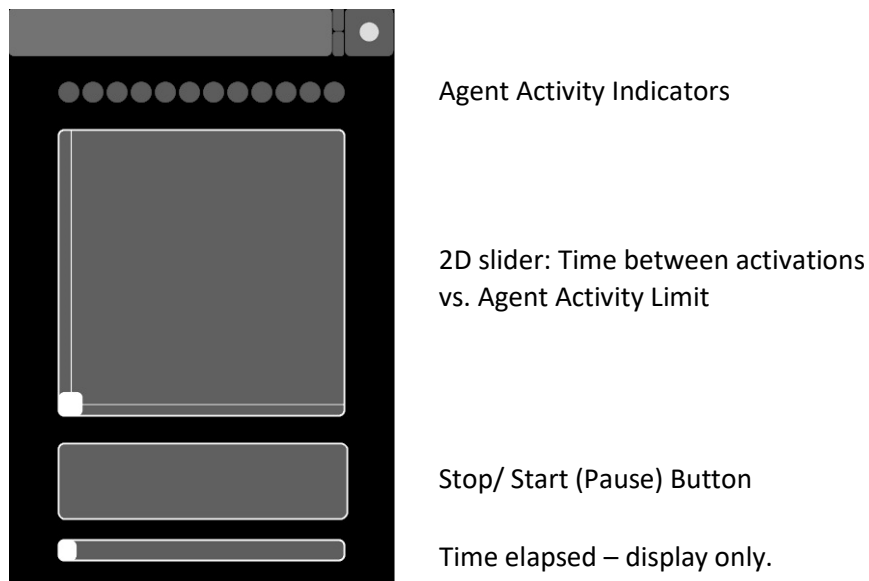 Agent Activity Indicators
2D slider: Time between activations
vs. Agent Activity Limit
Stop/ Start (Pause) Button
Time elapsed – display only.